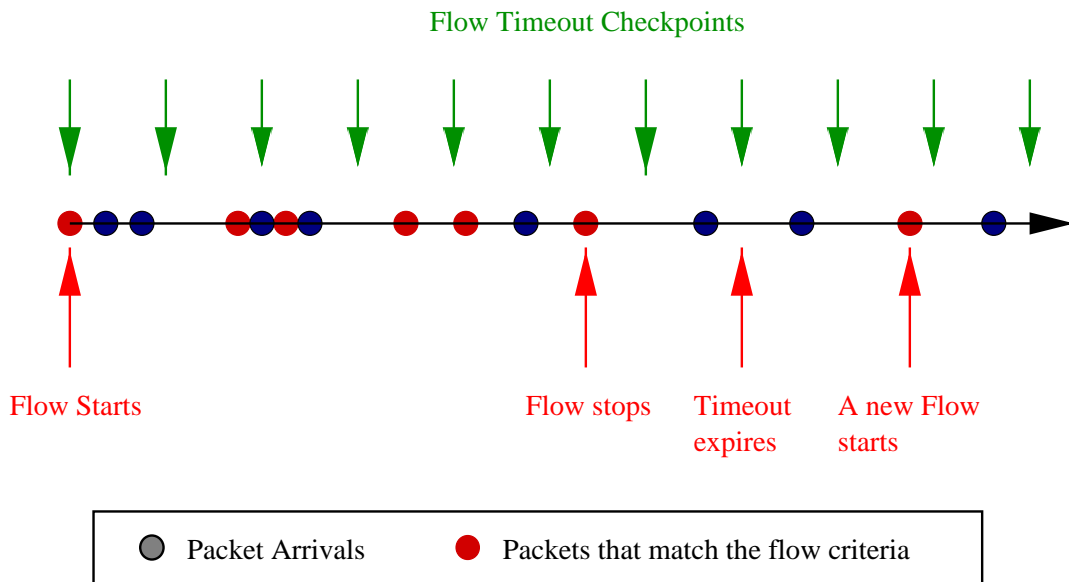 Flow Timeout Checkpoints
Flow Starts
Flow stops
Timeout
expires
A new Flow
starts
Packet Arrivals
Packets that match the flow criteria